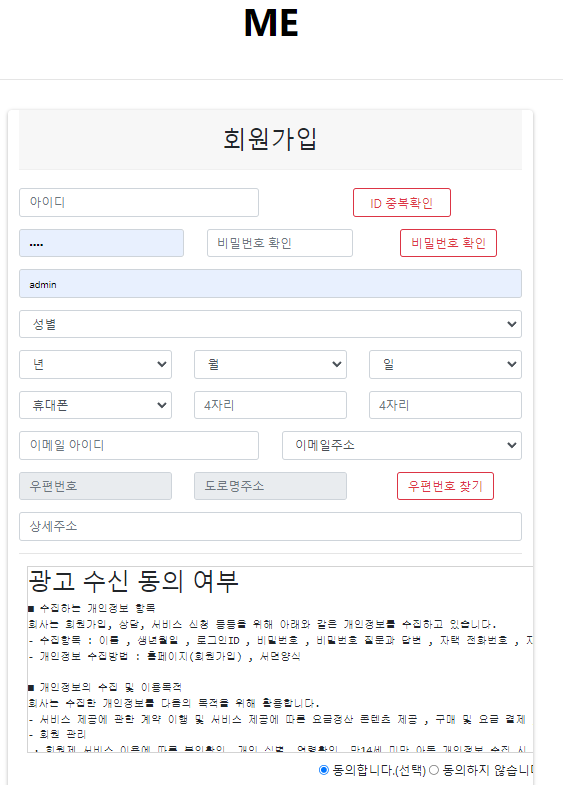 ME
회원가입
아이디 ID 중복확인
•••• 비밀번호 확인 비밀번호 확인
admin
성별
년 월 일
휴대폰 4자리 4자리
이메일 아이디 이메일주소
우편번호 도로명주소 우편번호 찾기
상세주소
광고 수신 동의 여부
■ 수집하는 개인정보 항목
회사는 회원가입, 상담, 서비스 신청 등등을 위해 아래와 같은 개인정보를 수집하고 있습니다.
- 수집항목 : 이름 , 생년월일 , 로그인ID , 비밀번호 , 비밀번호 질문과 답변 , 자택 전화번호 ,
- 개인정보 수집방법 : 홈페이지(회원가입) , 서면양식
■ 개인정보의 수집 및 이용목적
회사는 수집한 개인정보를 다음의 목적을 위해 활용합니다.
- 서비스 제공에 관한 계약 이행 및 서비스 제공에 따른 요금정산 콘텐츠 제공 , 구매 및 요금 결제
- 회원 관리
- 회원제 서비스 이용에 따른 본인확인, 개인 식별, 연령확인, 만14세 미만 아동 개인정보 수집 시
동의합니다.(선택) 동의하지 않습니다